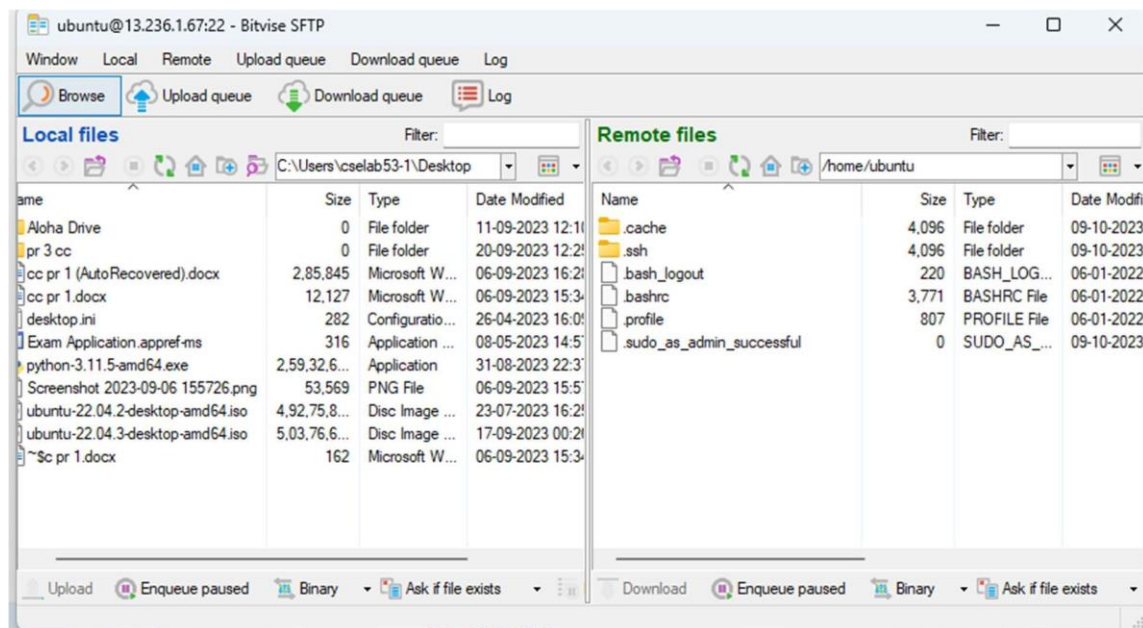 ubuntu@13.236.1.67:22 - Bitvise SFTP
Window Local Remote Upload queue Download queue Log
Browse Upload queue Download queue Log
Local files Filter: Remote files Filter:
C:\Users\cselab53-1\Desktop /home/ubuntu
ame Size Type Date Modified Name Size Type Date Modifi
Aloha Drive 0 File folder 11-09-2023 12:1 .cache 4,096 File folder 09-10-2023
pr 3 cc 0 File folder 20-09-2023 12:2 .ssh 4,096 File folder 09-10-2023
cc pr 1 (AutoRecovered).docx 2,85,845 Microsoft W... 06-09-2023 16:2 .bash_logout 220 BASH_LOG... 06-01-2022
cc pr 1.docx 12,127 Microsoft W... 06-09-2023 15:3 .bashrc 3,771 BASHRC File 06-01-2022
desktop.ini 282 Configuratio... 26-04-2023 16:0 .profile 807 PROFILE File 06-01-2022
Exam Application.appref-ms 316 Application ... 08-05-2023 14:5 .sudo_as_admin_successful 0 SUDO_AS_... 09-10-2023
python-3.11.5-amd64.exe 2,59,32,6... Application 31-08-2023 22:3
Screenshot 2023-09-06 155726.png 53,569 PNG File 06-09-2023 15:5
ubuntu-22.04.2-desktop-amd64.iso 4,92,75,8... Disc Image ... 23-07-2023 16:2
ubuntu-22.04.3-desktop-amd64.iso 5,03,76,6... Disc Image ... 17-09-2023 00:2
~$c pr 1.docx 162 Microsoft W... 06-09-2023 15:3
Upload Enqueue paused Binary Ask if file exists Download Enqueue paused Binary Ask if file exists